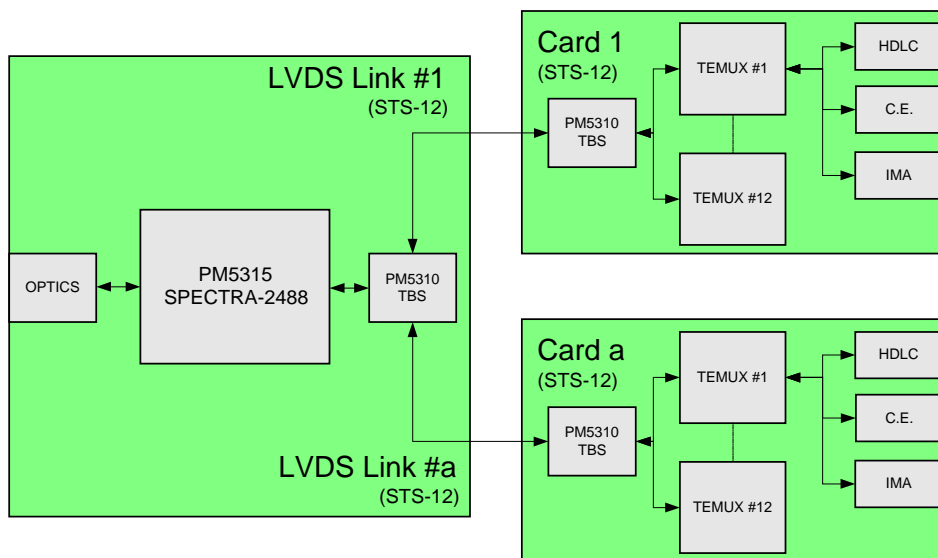 LVDS Link #1
(STS-12)
OPTICS
PM5315
SPECTRA-2488
PM5310
TBS
LVDS Link #a
(STS-12)
Card 1
(STS-12)
PM5310
TBS
TEMUX #1
TEMUX #12
HDLC
C.E.
IMA
Card a
(STS-12)
PM5310
TBS
TEMUX #1
TEMUX #12
HDLC
C.E.
IMA